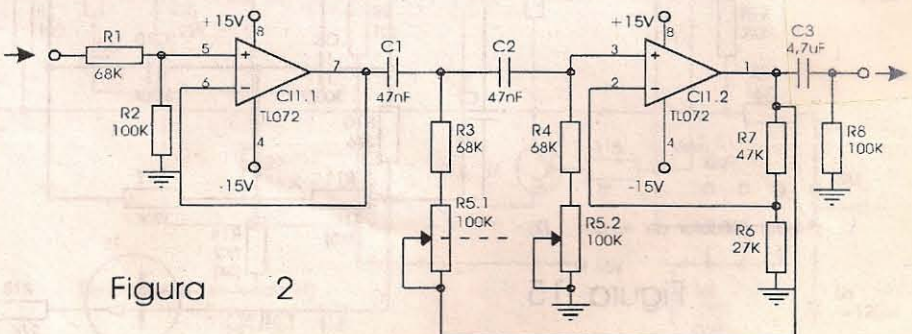 +15V
8
R1
68K
R2
100K
5
6
+
-
7
CI1.1
TL072
4
-15V
C1
47nF
C2
47nF
R3
68K
R4
68K
R5.1
100K
R5.2
100K
+15V
8
3
2
+
-
1
CI1.2
TL072
4
-15V
C3
4,7uF
R7
47K
R8
100K
R6
27K
Figura 2